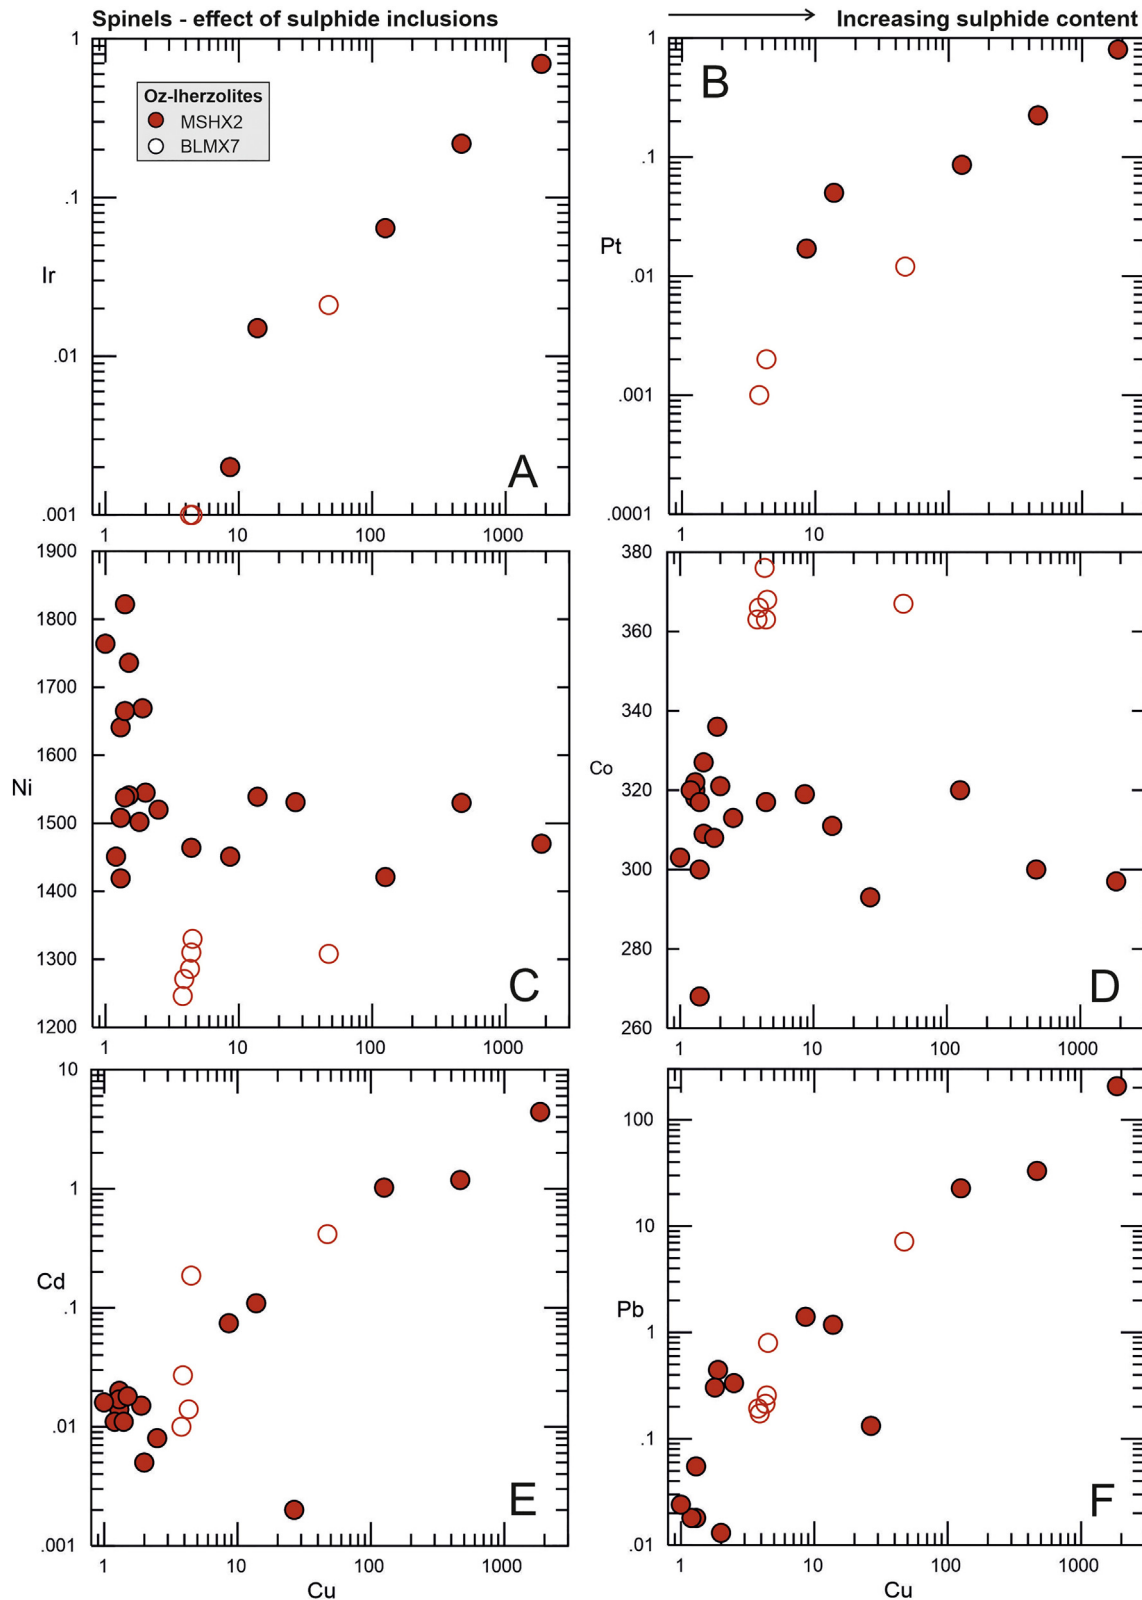 Spinels - effect of sulphide inclusions
Increasing sulphide content
1
.1
Ir
.01
.001
Oz-lherzolites
MSHX2
BLMX7
A
1 10 100 1000
1
.1
Pt
.01
.001
.0001
B
1 10 100 1000
1900
1800
1700
1600
Ni
1500
1400
1300
1200
C
1 10 100 1000
380
360
340
Co
320
300
280
260
D
1 10 100 1000
10
1
Cd
.1
.01
.001
E
1 10 100 1000
Cu
100
10
Pb
1
.1
.01
F
1 10 100 1000
Cu